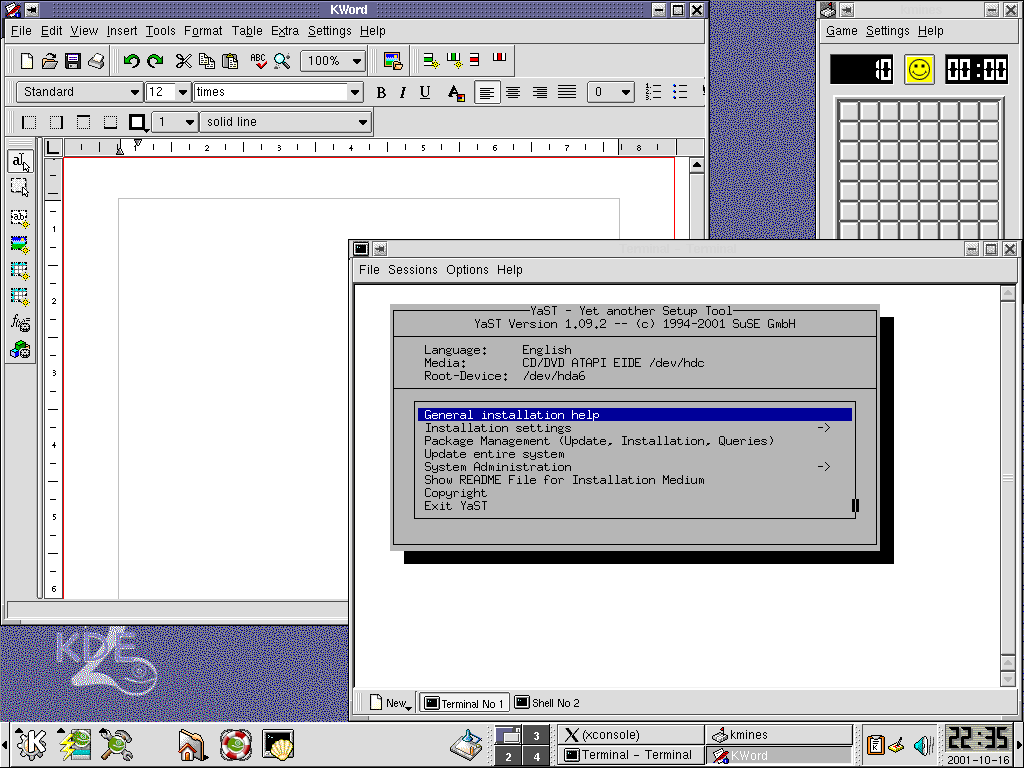 KWord
File Edit View Insert Tools Format Table Extra Settings Help
100%
Standard 12 times B I U A 0
1 solid line
1 2 3 4 5 6 7 8
1
2
3
4
5
6
kmines
Game Settings Help
00:00
Terminal - Terminal
File Sessions Options Help
YaST - Yet another Setup Tool
YaST Version 1.09.2 -- (c) 1994-2001 SuSE GmbH
Language: English
Media: CD/DVD ATAPI EIDE /dev/hdc
Root-Device: /dev/hda6
General installation help
Installation settings ->
Package Management (Update, Installation, Queries)
Update entire system
System Administration ->
Show README File for Installation Medium
Copyright
Exit YaST
New Terminal No 1 Shell No 2
KDE 2
K
3
2 4
(xconsole)
Terminal - Terminal
kmines
KWord
22:35
2001-10-16